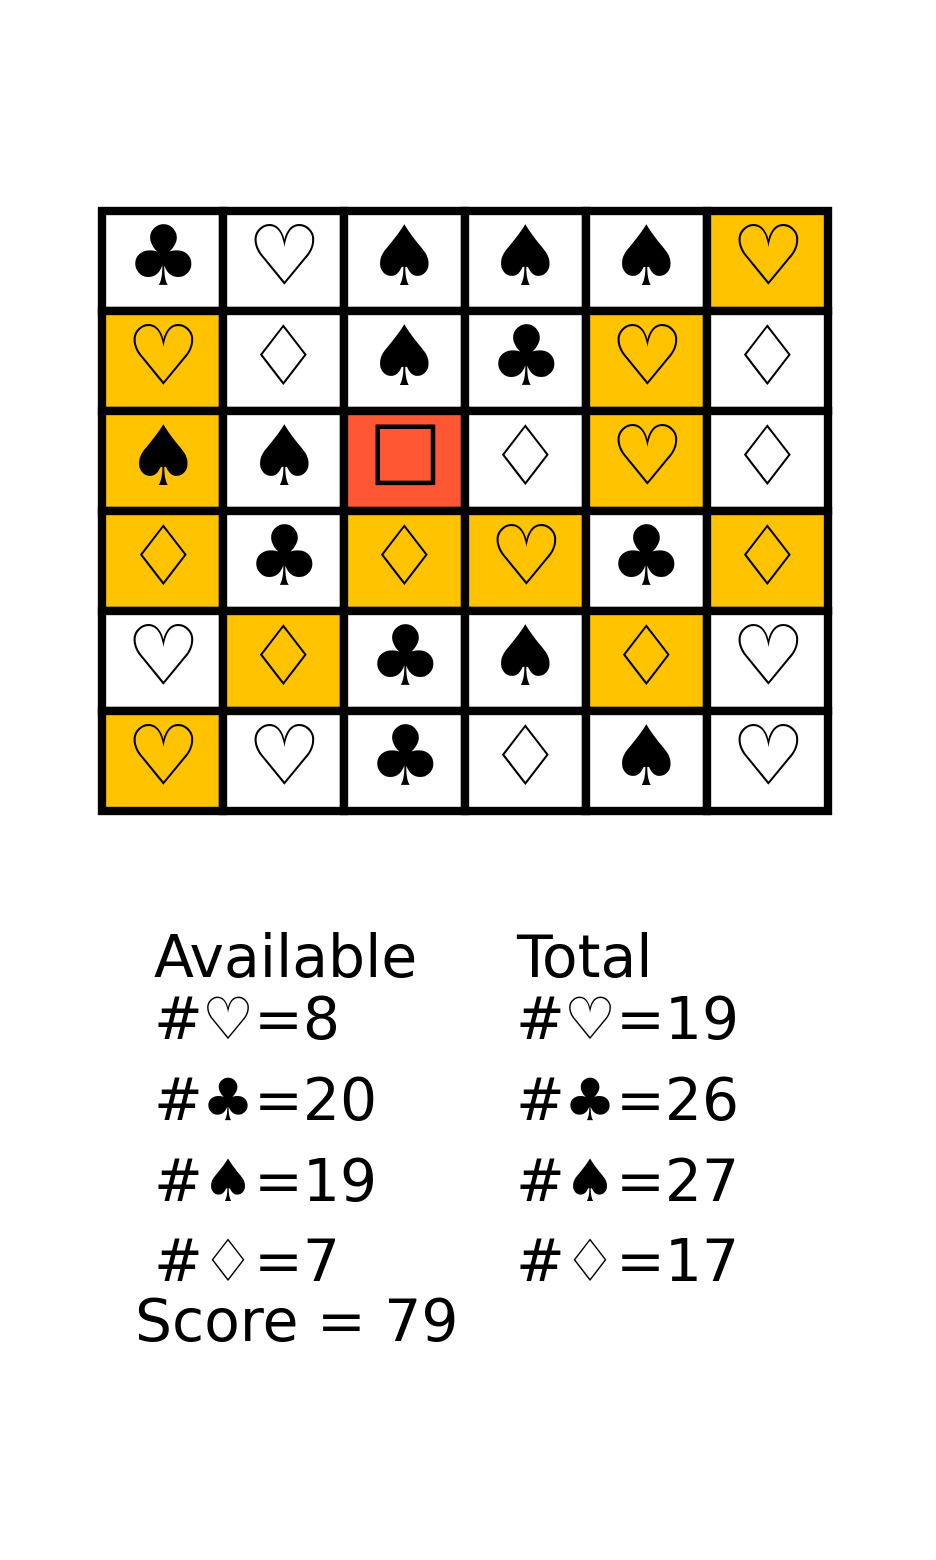 ♣ ♡ ♠ ♠ ♠ ♡
♡ ♢ ♠ ♣ ♡ ♢
♠ ♠ □ ♢ ♡ ♢
♢ ♣ ♢ ♡ ♣ ♢
♡ ♢ ♣ ♠ ♢ ♡
♡ ♡ ♣ ♢ ♠ ♡
Available Total
#♡=8 #♡=19
#♣=20 #♣=26
#♠=19 #♠=27
#♢=7 #♢=17
Score = 79